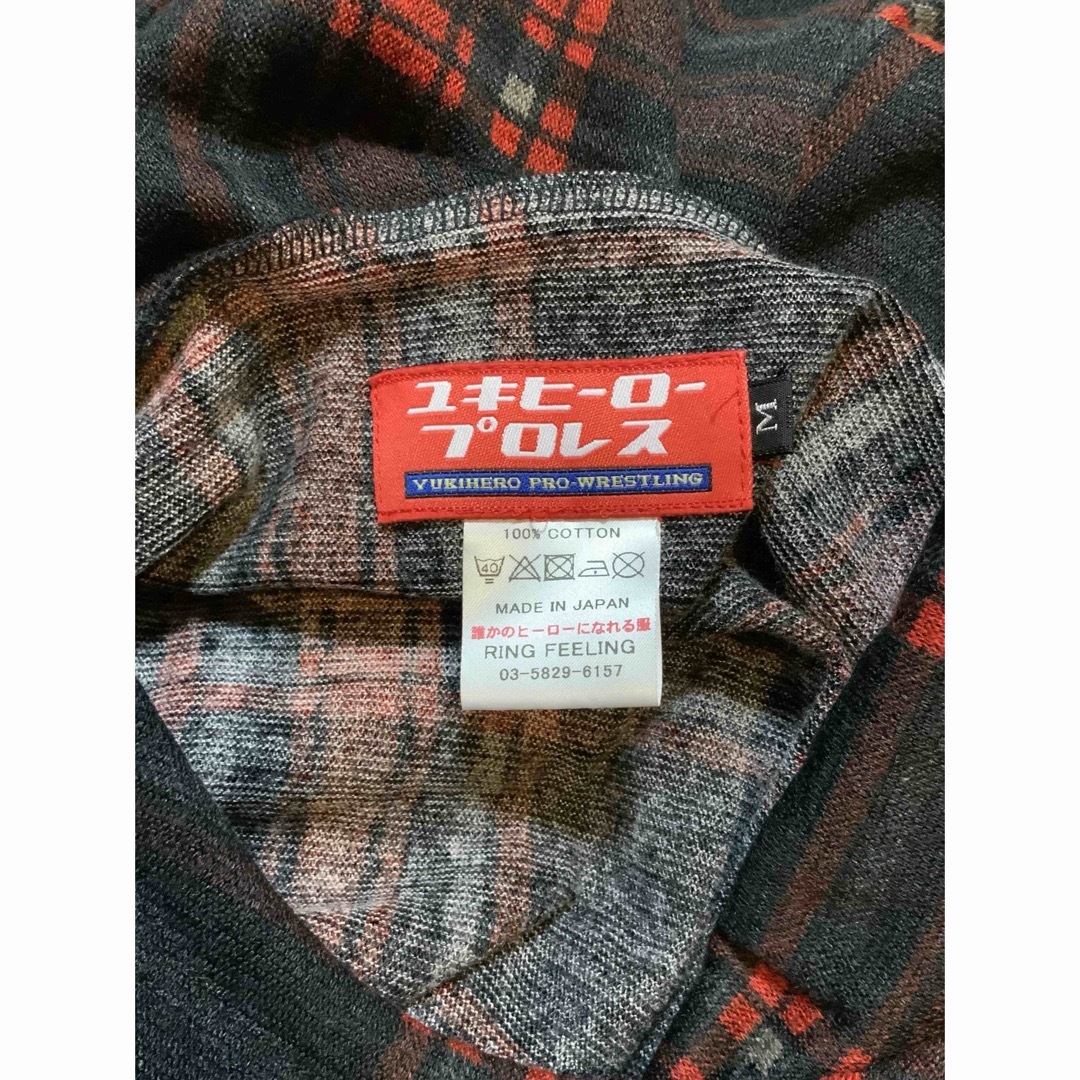 ユキヒーロー
プロレス
YUKIHERO PRO-WRESTLING
M
100% COTTON
40
MADE IN JAPAN
誰かのヒーローになれる服
RING FEELING
03-5829-6157